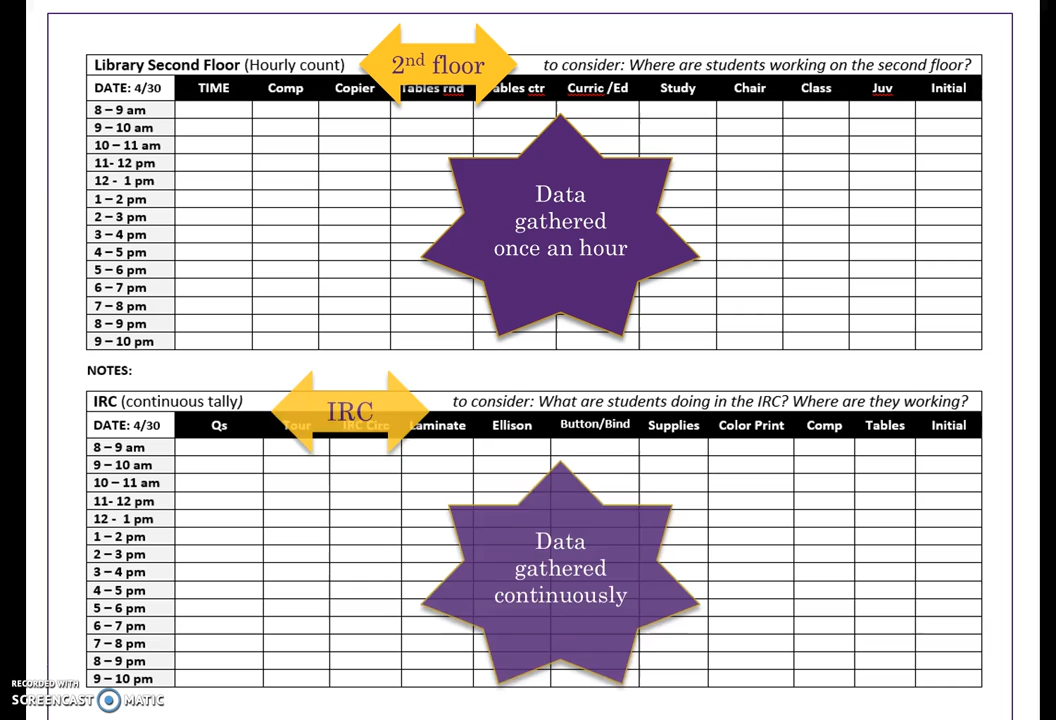 Library Second Floor (Hourly count) 2nd floor to consider: Where are students working on the second floor?
DATE: 4/30 TIME Comp Copier Tables rnd Tables ctr Curric /Ed Study Chair Class Juv Initial
8 – 9 am
9 – 10 am
10 – 11 am
11- 12 pm
12 - 1 pm
1 – 2 pm
2 – 3 pm
3 – 4 pm
4 – 5 pm
5 – 6 pm
6 – 7 pm
7 – 8 pm
8 – 9 pm
9 – 10 pm
Data
gathered
once an hour
NOTES:
IRC (continuous tally) IRC to consider: What are students doing in the IRC? Where are they working?
DATE: 4/30 Qs Tour IRC Circ Laminate Ellison Button/Bind Supplies Color Print Comp Tables Initial
8 – 9 am
9 – 10 am
10 – 11 am
11- 12 pm
12 - 1 pm
1 – 2 pm
2 – 3 pm
3 – 4 pm
4 – 5 pm
5 – 6 pm
6 – 7 pm
7 – 8 pm
8 – 9 pm
9 – 10 pm
Data
gathered
continuously
RECORDED WITH
SCREENCAST MATIC